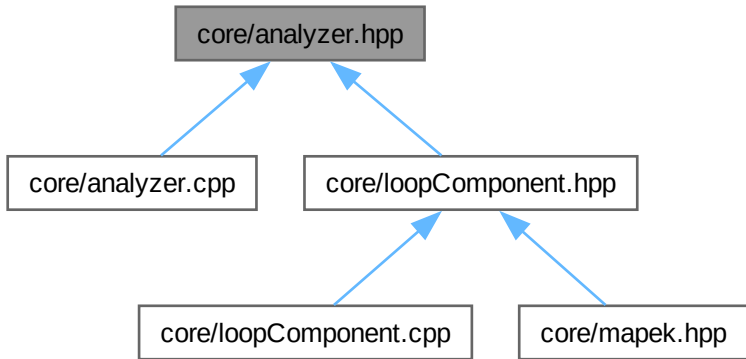 core/analyzer.hpp
core/analyzer.cpp
core/loopComponent.hpp
core/loopComponent.cpp
core/mapek.hpp